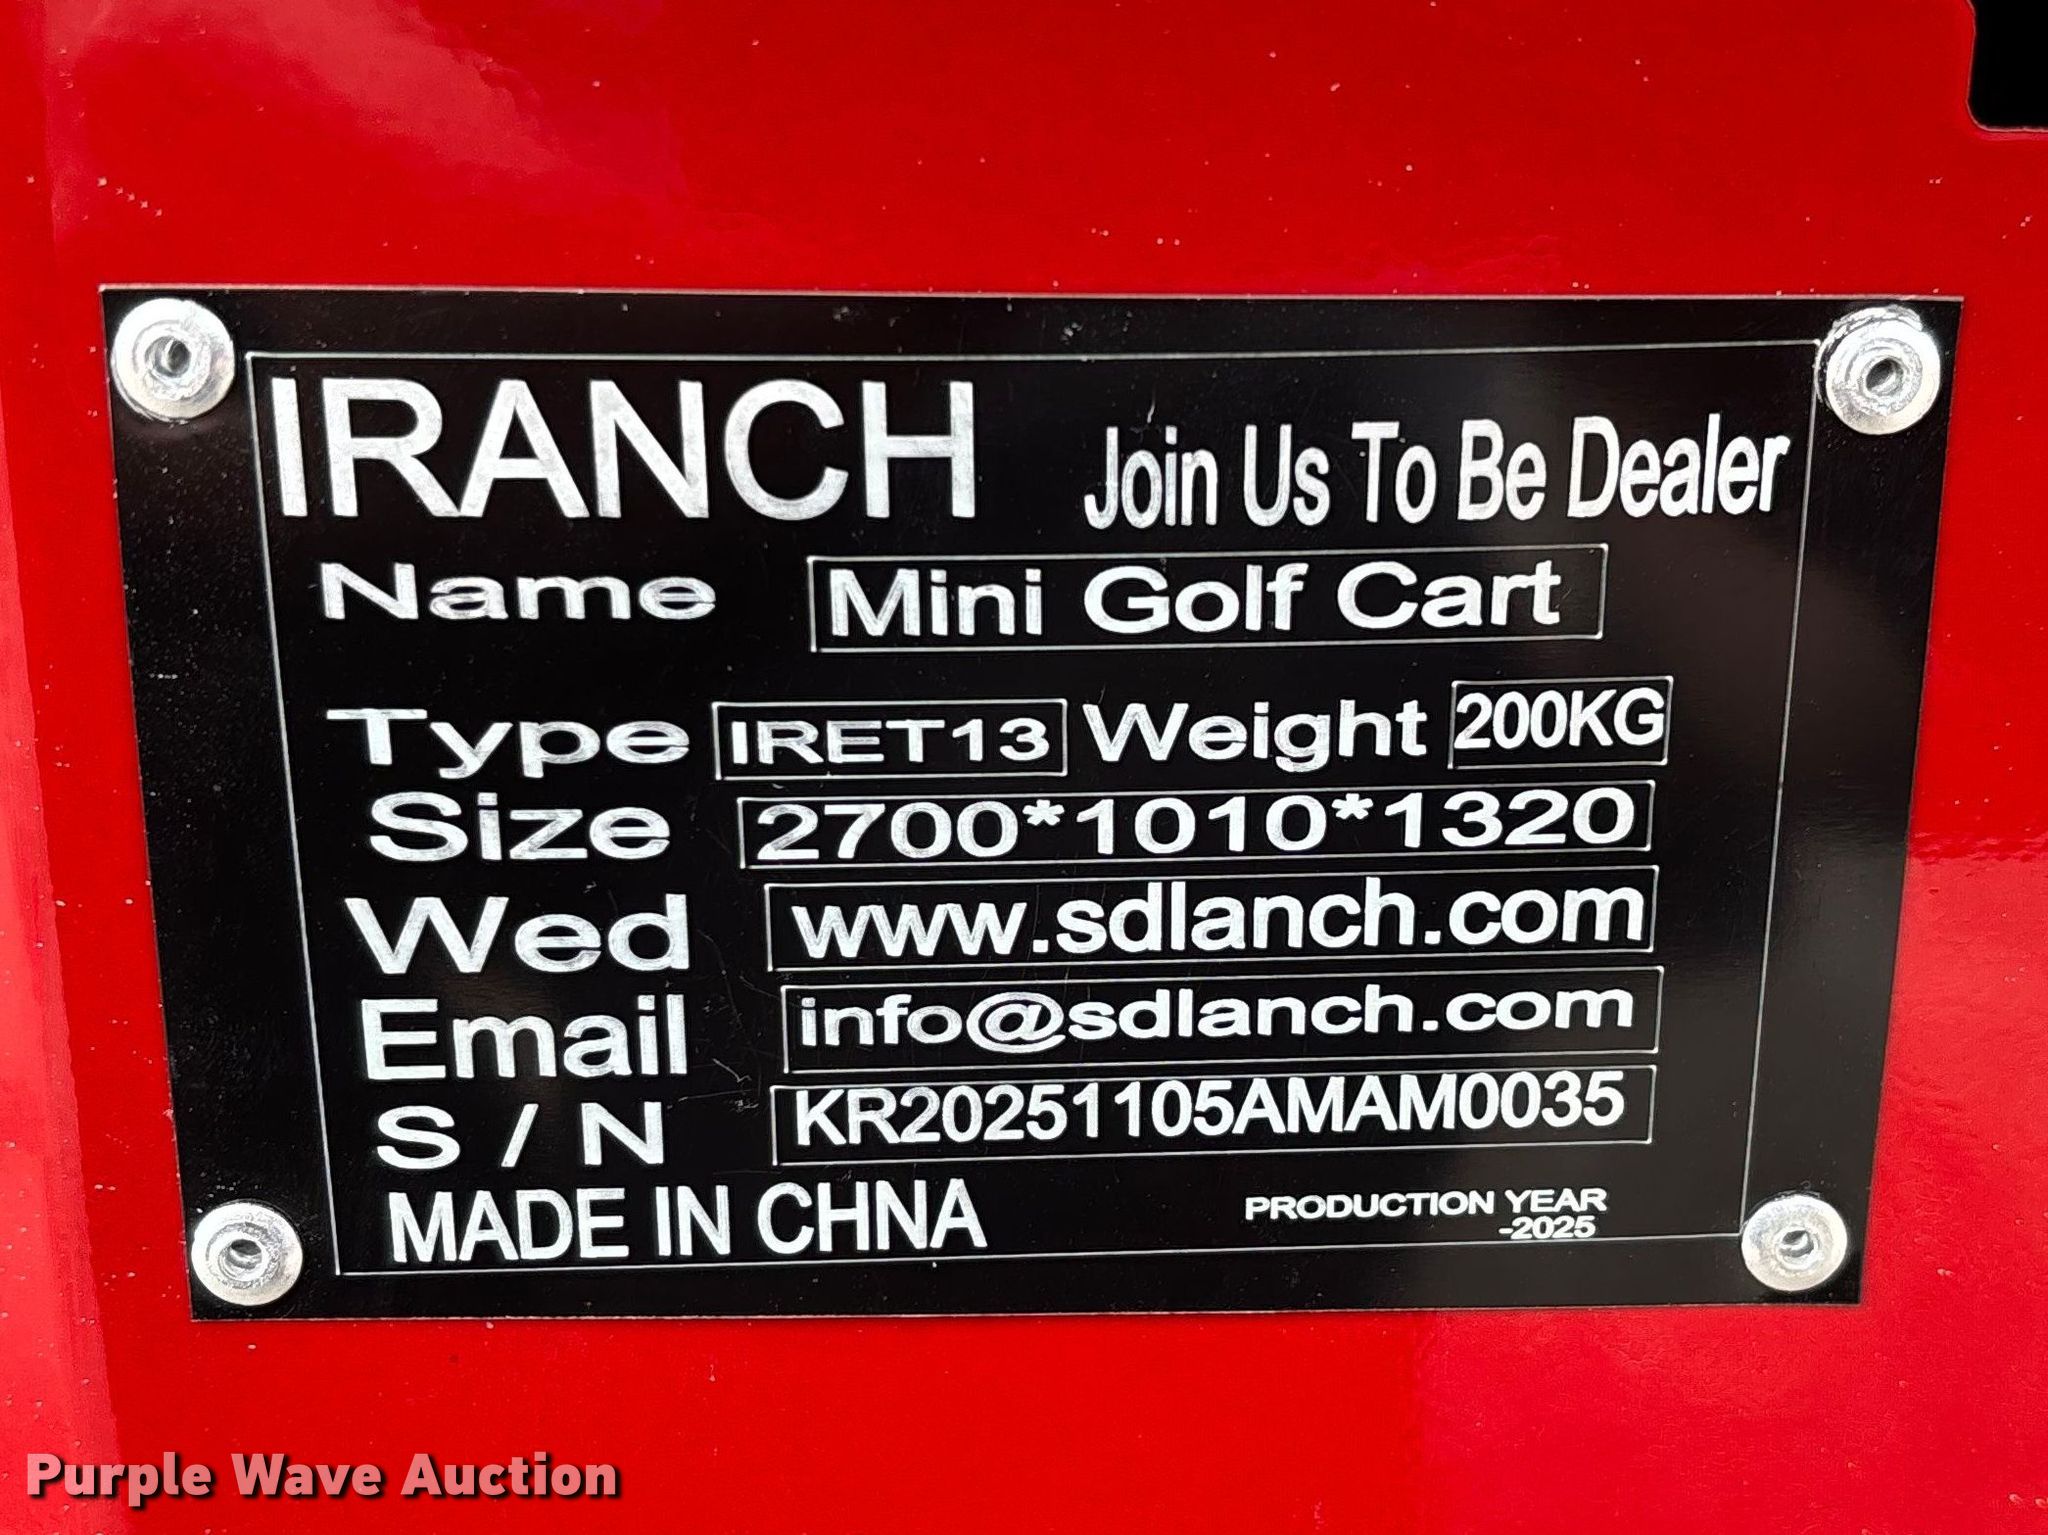 IRANCH Join Us To Be Dealer
Name Mini Golf Cart
Type IRET13 Weight 200KG
Size 2700*1010*1320
Wed www.sdlanch.com
Email info@sdlanch.com
S / N KR20251105AMAM0035
MADE IN CHNA PRODUCTION YEAR
-2025
Purple Wave Auction